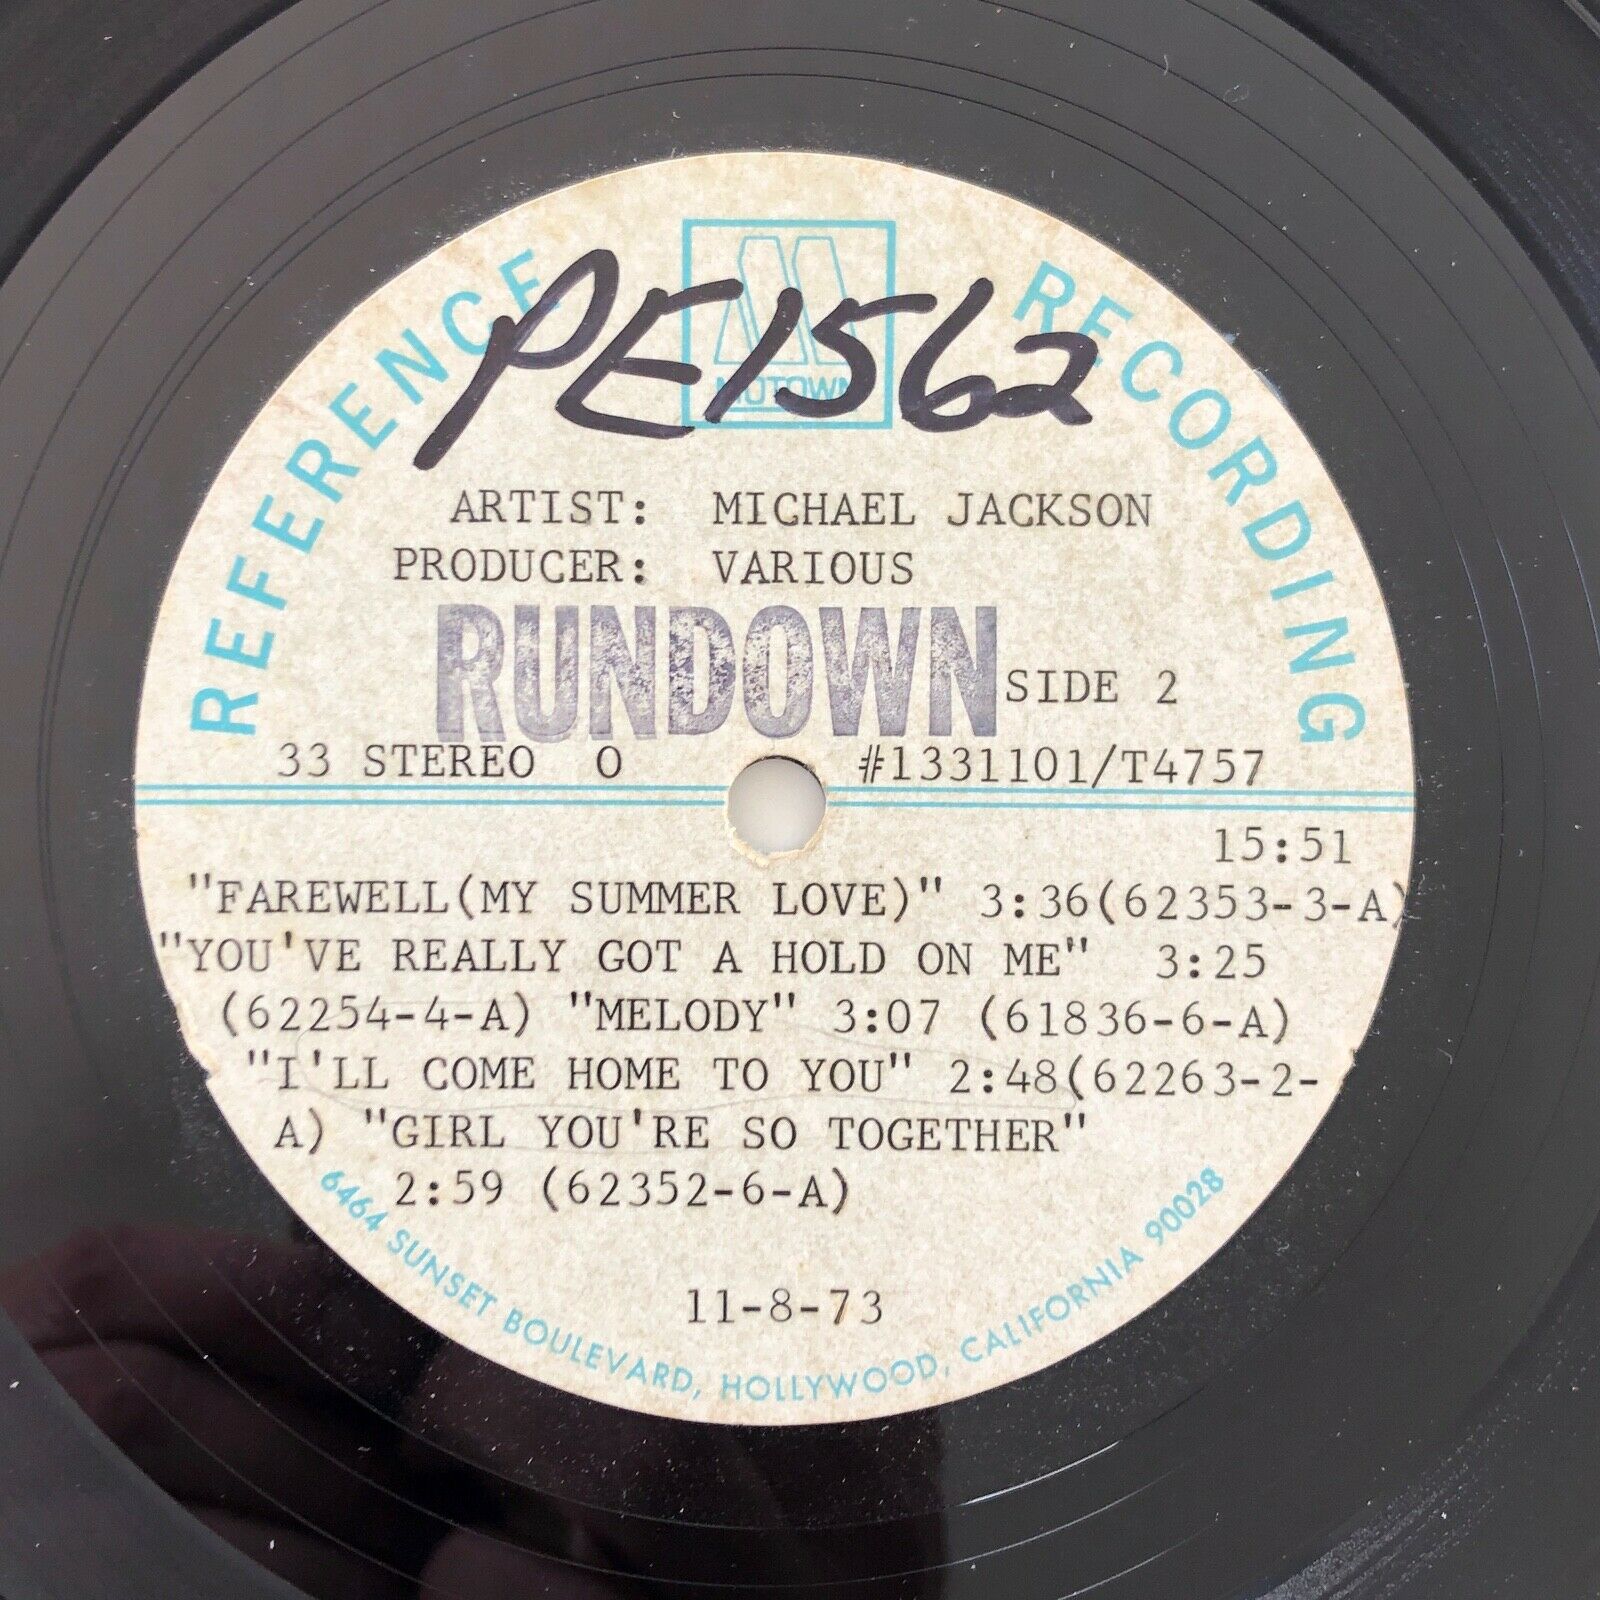 REFERENCE RECORDING
MOTOWN
PE1562
ARTIST: MICHAEL JACKSON
PRODUCER: VARIOUS
RUNDOWN SIDE 2
33 STEREO O #1331101/T4757
15:51
"FAREWELL(MY SUMMER LOVE)" 3:36(62353-3-A)
"YOU'VE REALLY GOT A HOLD ON ME" 3:25
(62254-4-A) "MELODY" 3:07 (61836-6-A)
"I'LL COME HOME TO YOU" 2:48(62263-2-
A) "GIRL YOU'RE SO TOGETHER"
2:59 (62352-6-A)
11-8-73
6464 SUNSET BOULEVARD, HOLLYWOOD, CALIFORNIA 90028